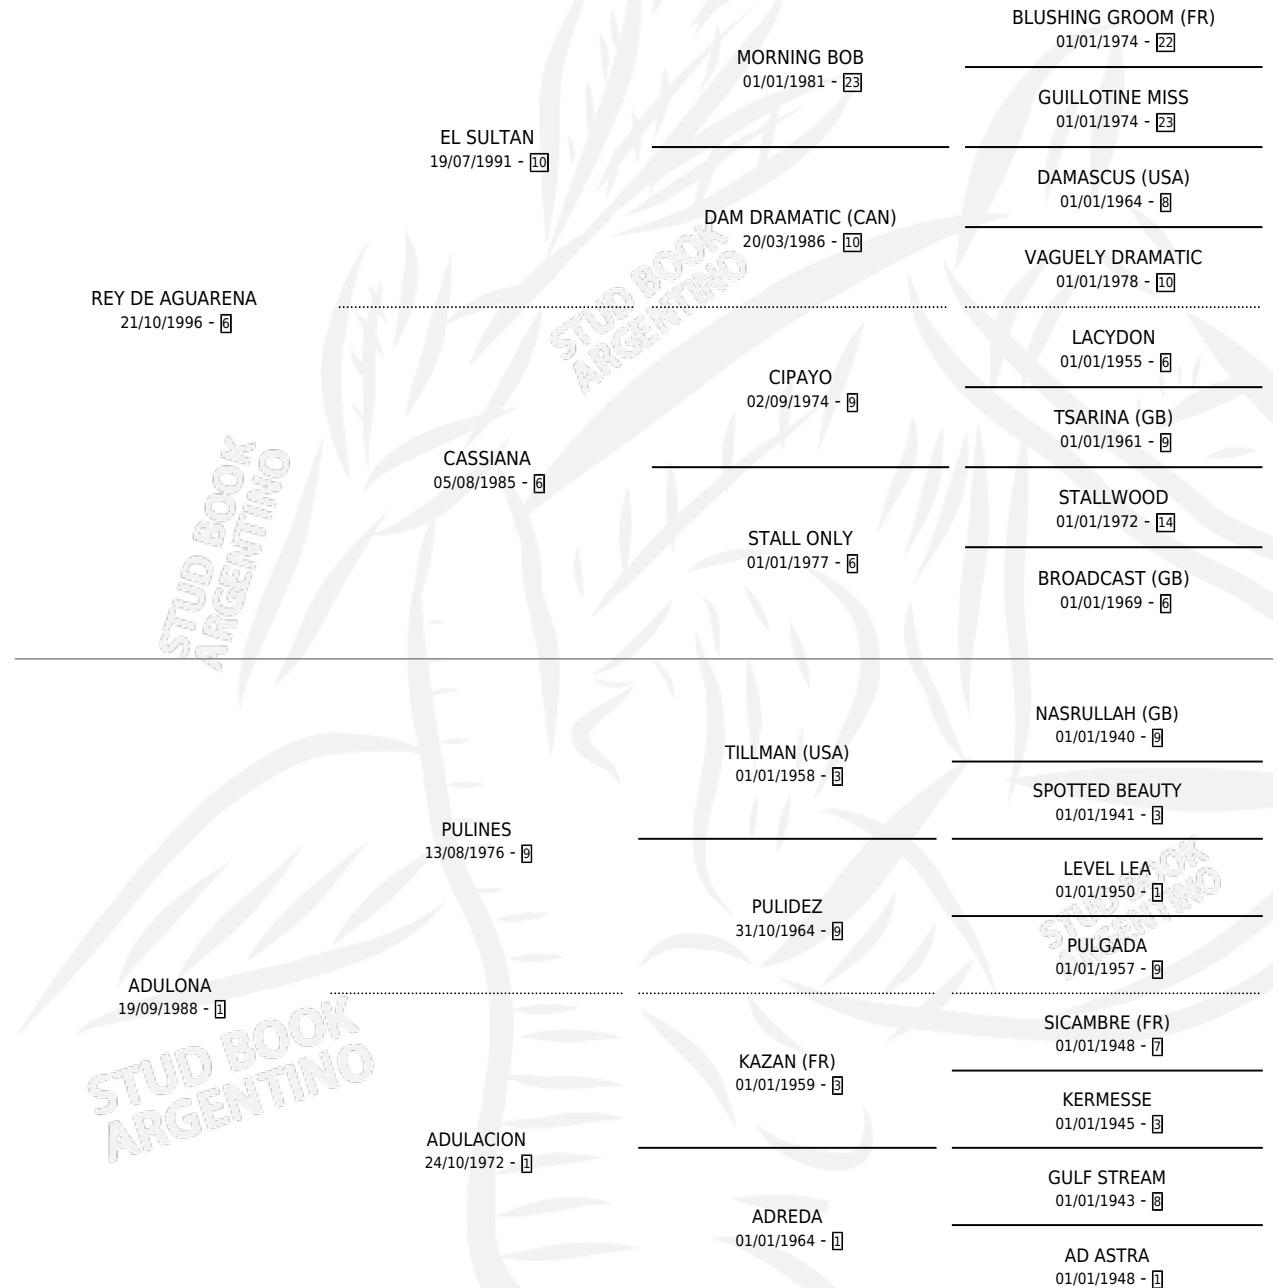 BLUSHING GROOM (FR)
01/01/1974 - 22
MORNING BOB
01/01/1981 - 23
GUILLOTINE MISS
01/01/1974 - 23
EL SULTAN
19/07/1991 - 10
DAMASCUS (USA)
01/01/1964 - 8
DAM DRAMATIC (CAN)
20/03/1986 - 10
VAGUELY DRAMATIC
01/01/1978 - 10
REY DE AGUARENA
21/10/1996 - 6
LACYDON
01/01/1955 - 6
CIPAYO
02/09/1974 - 9
TSARINA (GB)
01/01/1961 - 9
CASSIANA
05/08/1985 - 6
STALLWOOD
01/01/1972 - 14
STALL ONLY
01/01/1977 - 6
BROADCAST (GB)
01/01/1969 - 6
NASRULLAH (GB)
01/01/1940 - 9
TILLMAN (USA)
01/01/1958 - 3
SPOTTED BEAUTY
01/01/1941 - 3
PULINES
13/08/1976 - 9
LEVEL LEA
01/01/1950 - 1
PULIDEZ
31/10/1964 - 9
PULGADA
01/01/1957 - 9
ADULONA
19/09/1988 - 1
SICAMBRE (FR)
01/01/1948 - 7
KAZAN (FR)
01/01/1959 - 3
KERMESSE
01/01/1945 - 3
ADULACION
24/10/1972 - 1
GULF STREAM
01/01/1943 - 8
ADREDA
01/01/1964 - 1
AD ASTRA
01/01/1948 - 1
STUD BOOK
ARGENTINO
STUD BOOK
ARGENTINO
STUD BOOK
ARGENTINO
STUD BOOK
ARGENTINO